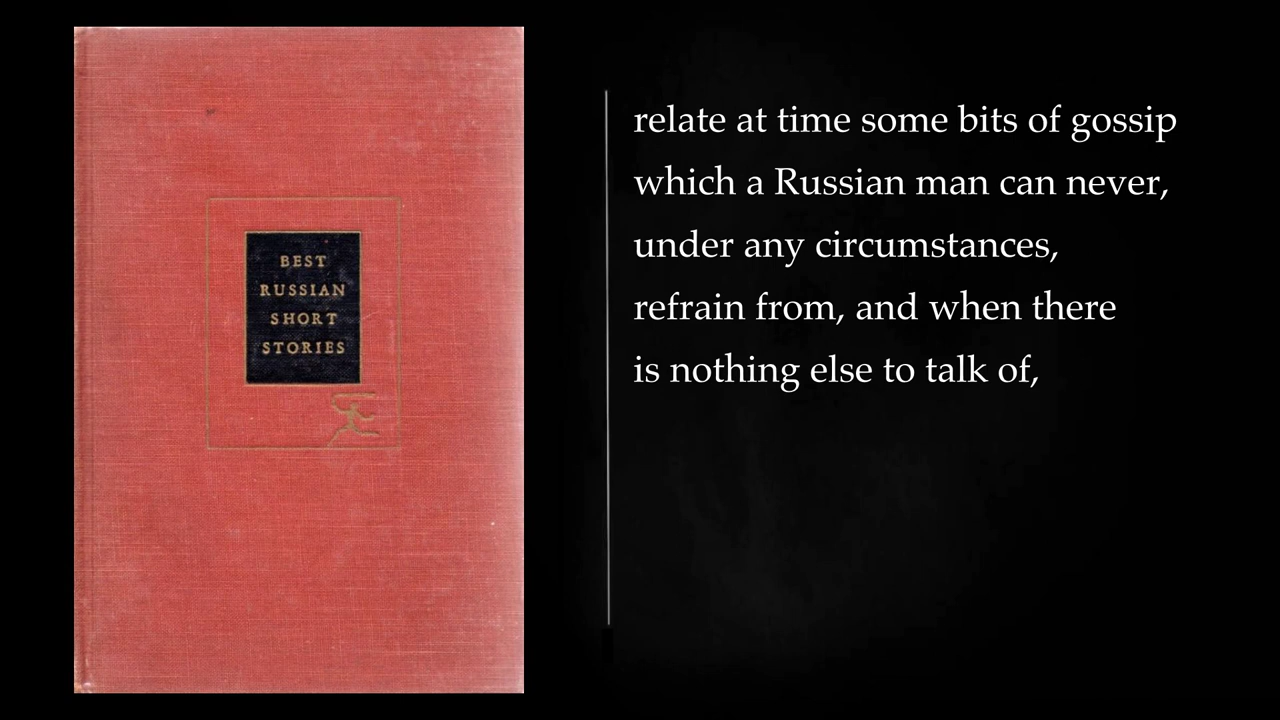 BEST
RUSSIAN
SHORT
STORIES
relate at time some bits of gossip
which a Russian man can never,
under any circumstances,
refrain from, and when there
is nothing else to talk of,